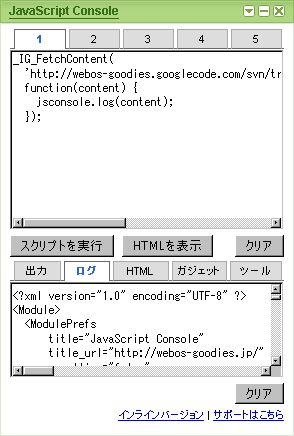 JavaScript Console
1 2 3 4 5
_IG_FetchContent(
'http://webos-goodies.googlecode.com/svn/tr
function(content) {
jsconsole.log(content);
});
スクリプトを実行 HTMLを表示 クリア
出力 ログ HTML ガジェット ツール
<?xml version="1.0" encoding="UTF-8" ?>
<Module>
<ModulePrefs
title="JavaScript Console"
title_url="http://webos-goodies.jp/"
クリア
インラインバージョン | サポートはこちら